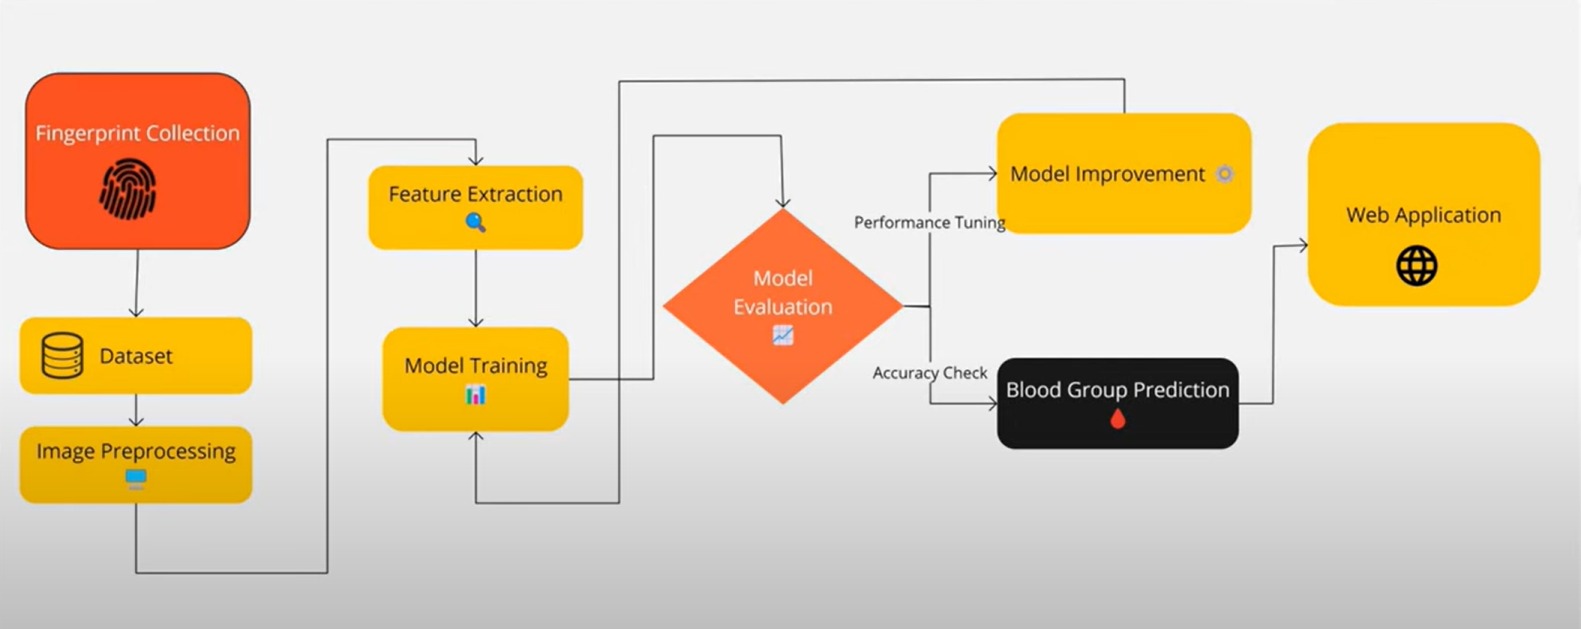 Fingerprint Collection
Dataset
Image Preprocessing
Feature Extraction
Model Training
Model
Evaluation
Performance Tuning
Accuracy Check
Model Improvement
Blood Group Prediction
Web Application